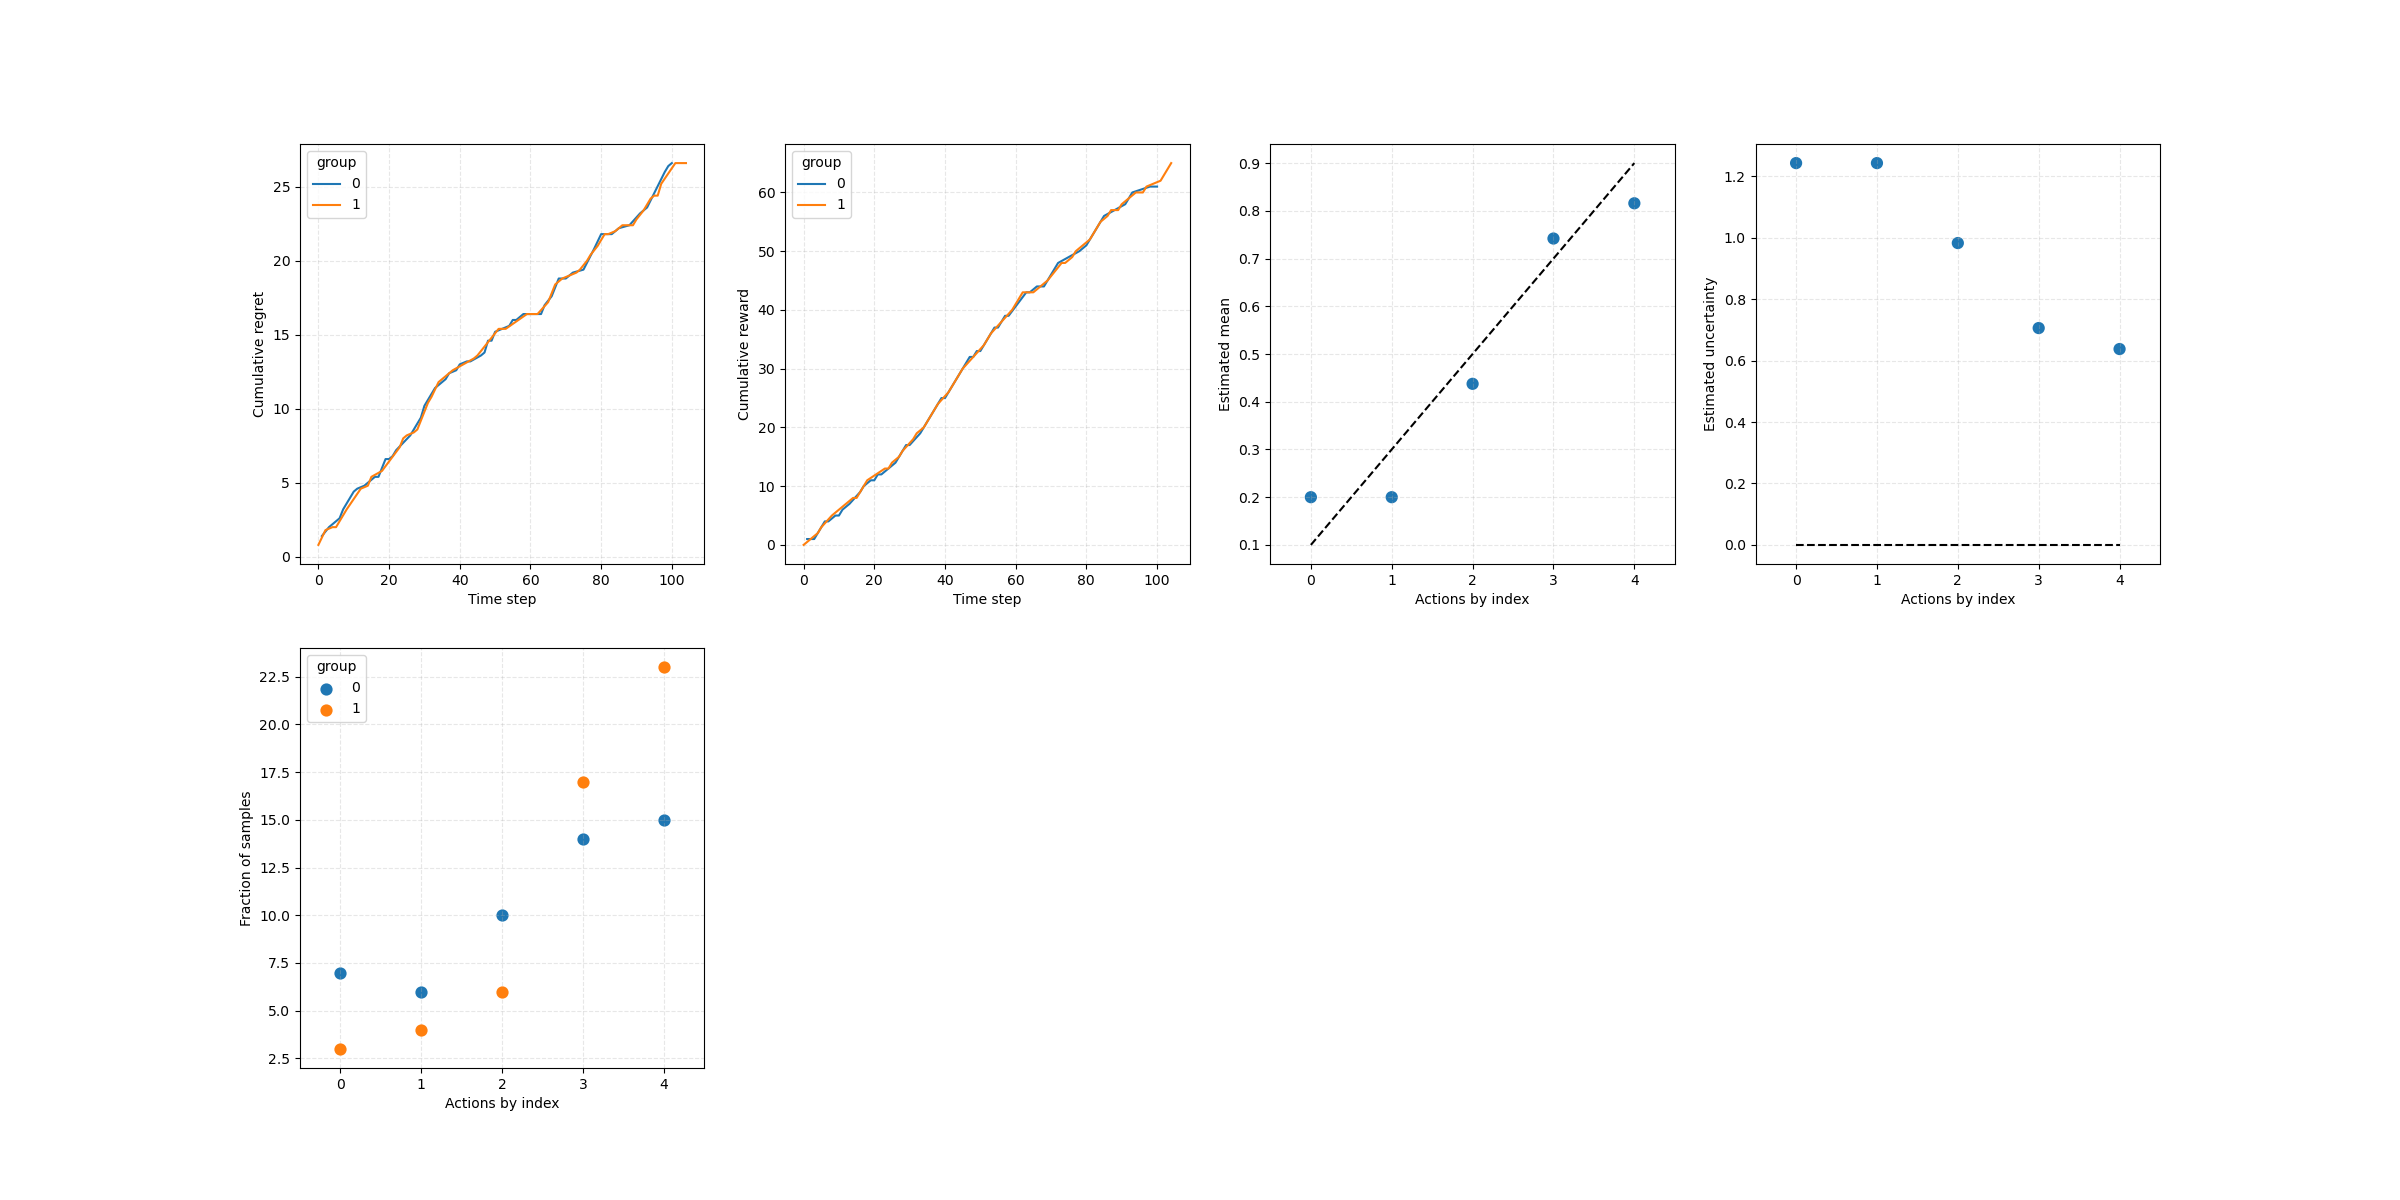 group
0
1
25
20
15
10
5
0
Cumulative regret
0 20 40 60 80 100
Time step
group
0
1
60
50
40
30
20
10
0
Cumulative reward
0 20 40 60 80 100
Time step
0.9
0.8
0.7
0.6
0.5
0.4
0.3
0.2
0.1
Estimated mean
0 1 2 3 4
Actions by index
1.2
1.0
0.8
0.6
0.4
0.2
0.0
Estimated uncertainty
0 1 2 3 4
Actions by index
group
0
1
22.5
20.0
17.5
15.0
12.5
10.0
7.5
5.0
2.5
Fraction of samples
0 1 2 3 4
Actions by index